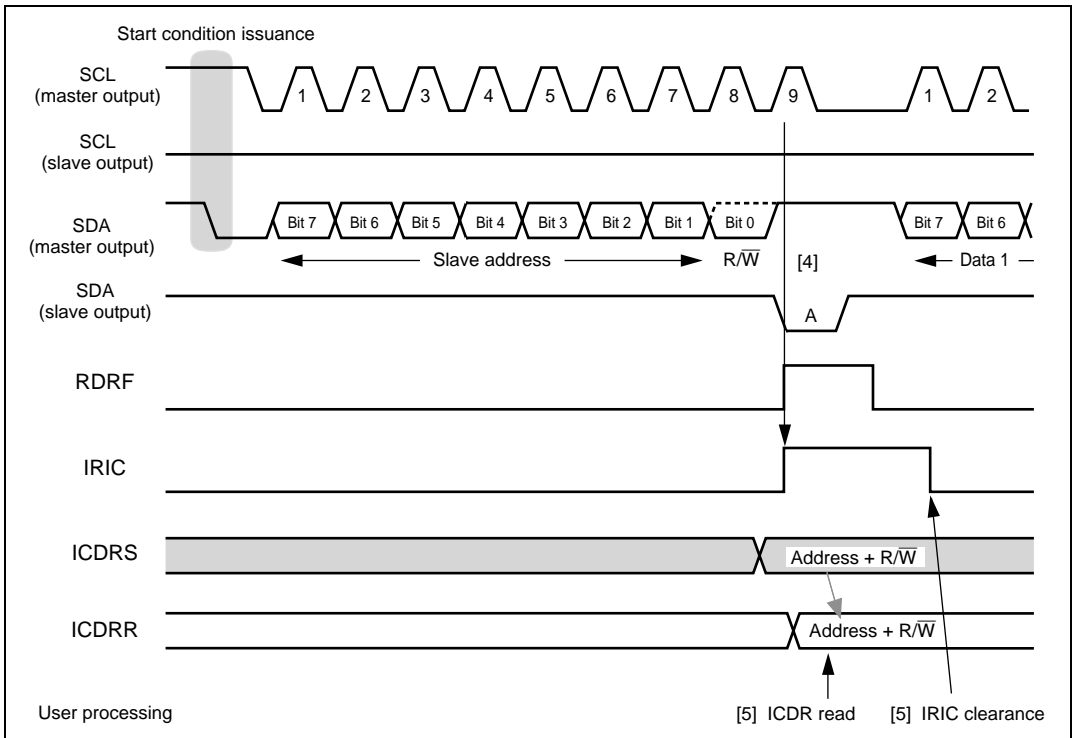 Start condition issuance
SCL
(master output)
1 2 3 4 5 6 7 8 9 1 2
SCL
(slave output)
SDA
(master output)
Bit 7 Bit 6 Bit 5 Bit 4 Bit 3 Bit 2 Bit 1 Bit 0 Bit 7 Bit 6
Slave address R/W̅ [4] Data 1
SDA
(slave output)
A
RDRF
IRIC
ICDRS
Address + R/W̅
ICDRR
Address + R/W̅
User processing
[5] ICDR read
[5] IRIC clearance